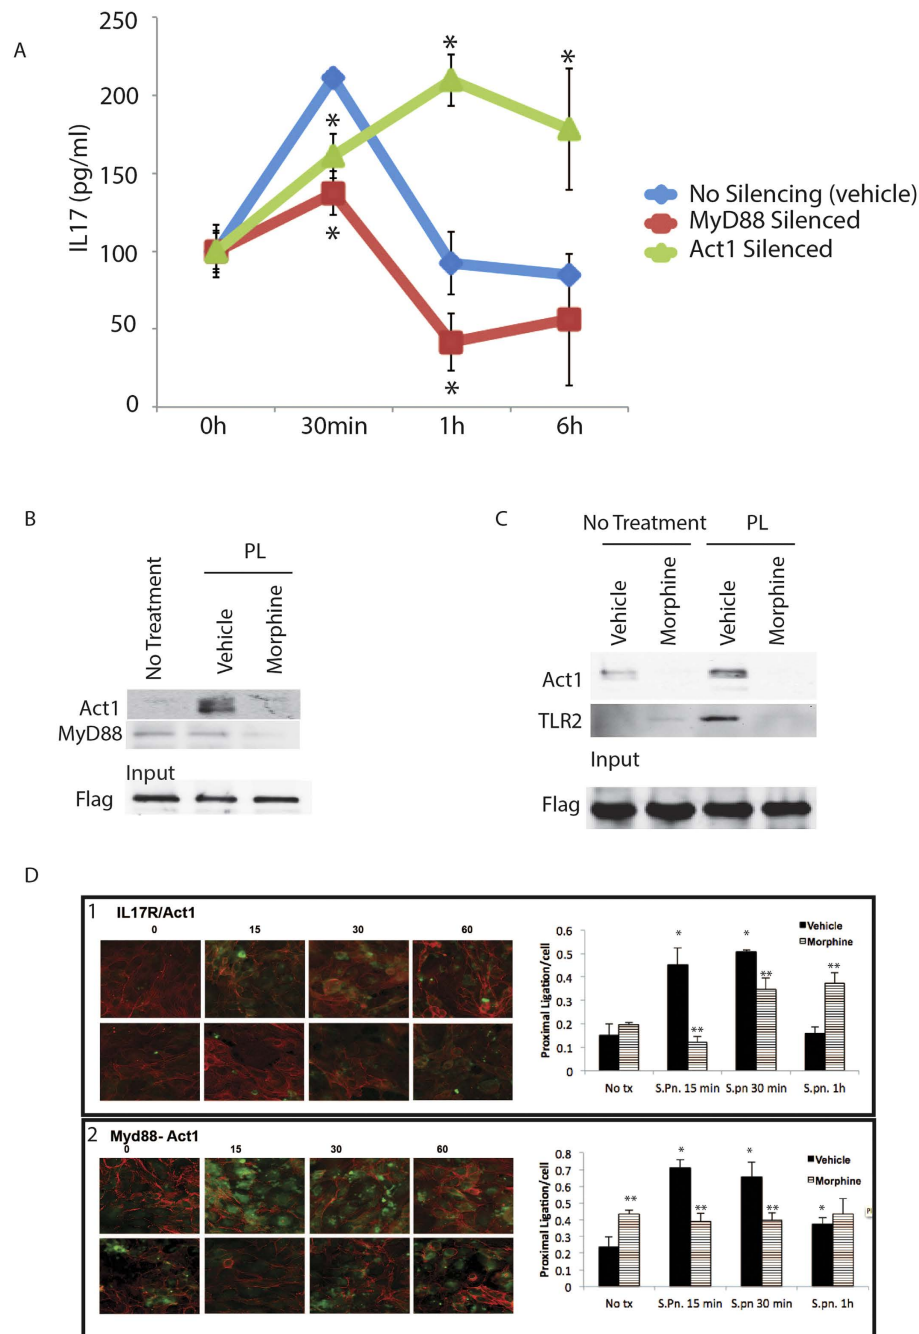 A
250
200
150
100
50
0
IL17 (pg/ml)
*
*
*
*
*
0h 30min 1h 6h
No Silencing (vehicle)
MyD88 Silenced
Act1 Silenced
B
PL
No Treatment
Vehicle
Morphine
Act1
MyD88
Input
Flag
C
No Treatment PL
Vehicle
Morphine
Vehicle
Morphine
Act1
TLR2
Input
Flag
D
1 IL17R/Act1
0 15 30 60
Proximal Ligation/cell
0.6
0.5
0.4
0.3
0.2
0.1
0
* ** * ** **
Vehicle
Morphine
No tx S.Pn. 15 min S.pn 30 min S.pn. 1h
2 Myd88- Act1
0 15 30 60
Proximal Ligation/cell
0.8
0.7
0.6
0.5
0.4
0.3
0.2
0.1
0
** * ** * ** *
Vehicle
Morphine
No tx S.Pn. 15 min S.pn 30 min S.pn. 1h